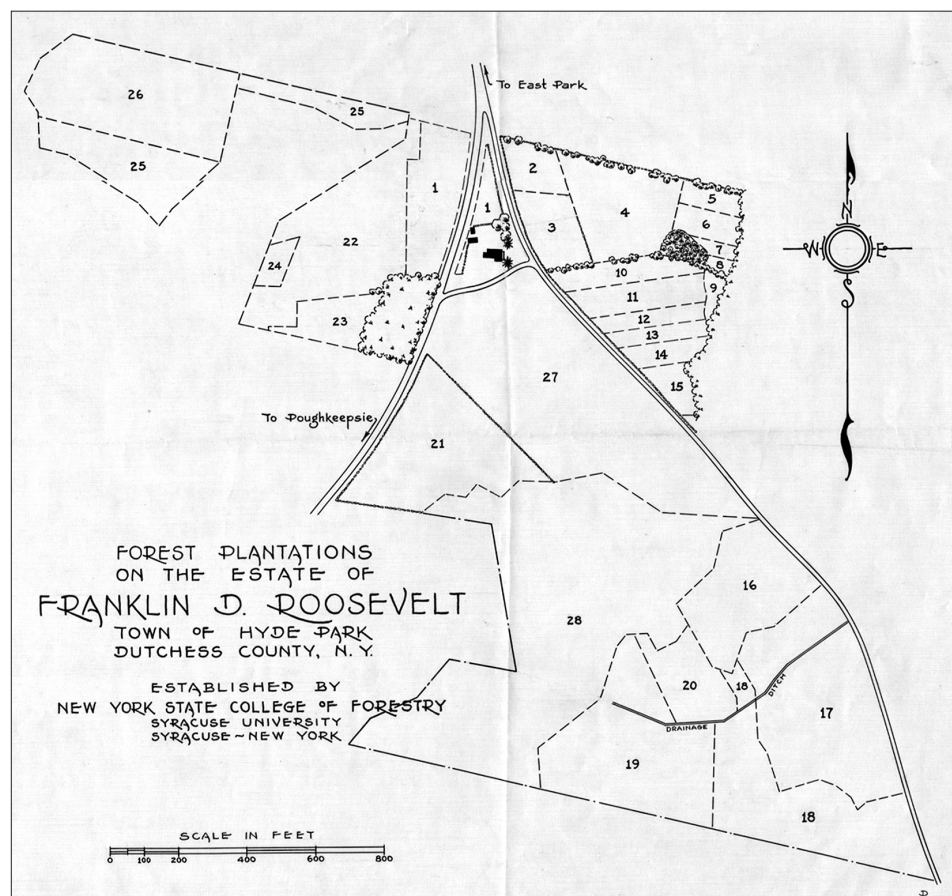 To East Park
26
25
25
1
2
1
3
4
5
6
7
8
9
10
22
24
23
11
12
13
14
15
N
W
E
S
27
To Poughkeepsie
21
FOREST PLANTATIONS
ON THE ESTATE OF
FRANKLIN D. ROOSEVELT
TOWN OF HYDE PARK
DUTCHESS COUNTY, N.Y.
ESTABLISHED BY
NEW YORK STATE COLLEGE OF FORESTRY
SYRACUSE UNIVERSITY
SYRACUSE~NEW YORK
16
28
20
18
DITCH
DRAINAGE
17
19
18
SCALE IN FEET
0 100 200 400 600 800